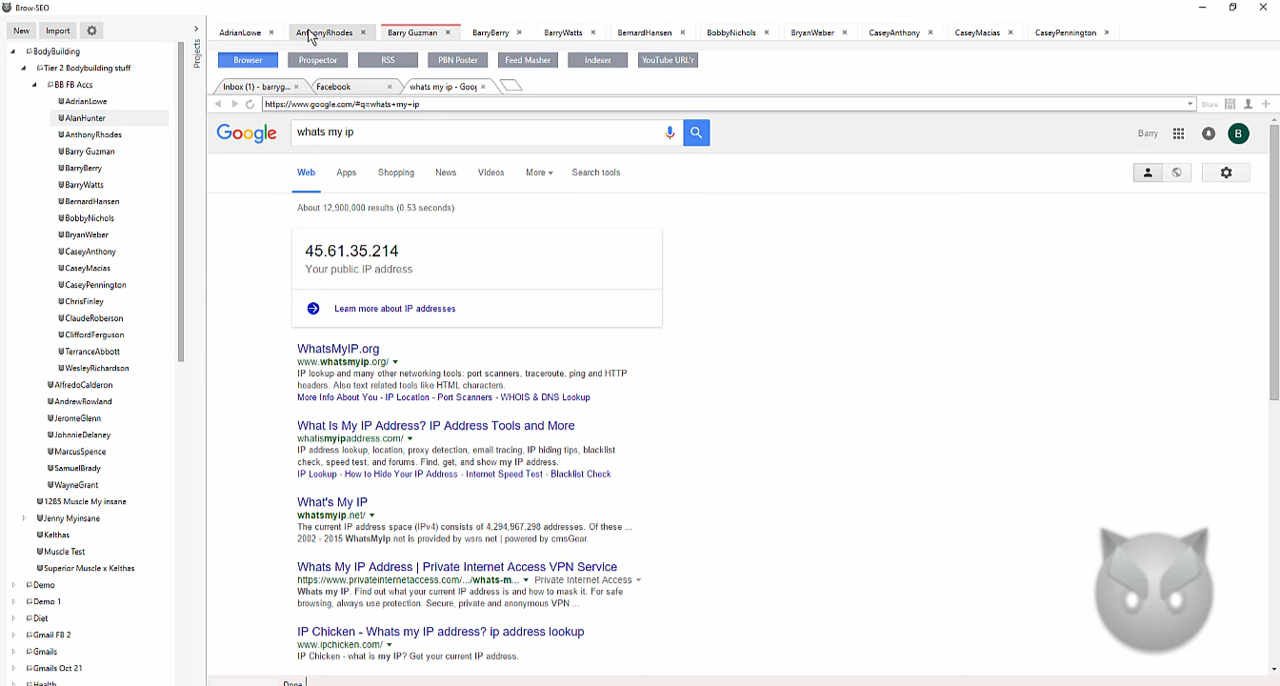 Brow-SEO
New Import
Projects
BodyBuilding
Tier 2 Bodybuilding stuff
BB FB Accs
AdrianLowe
AlanHunter
AnthonyRhodes
Barry Guzman
BarryBerry
BarryWatts
BernardHansen
BobbyNichols
BryanWeber
CaseyAnthony
CaseyMacias
CaseyPennington
ChrisFinley
ClaudeRoberson
CliffordFerguson
TerranceAbbott
WesleyRichardson
AlfredoCalderon
AndrewRowland
JeromeGlenn
JohnnieDelaney
MarcusSpence
SamuelBrady
WayneGrant
1285 Muscle My insane
Jenny Myinsane
Kelthas
Muscle Test
Superior Muscle x Kelthas
Demo
Demo 1
Diet
Gmail FB 2
Gmails
Gmails Oct 21
Health
AdrianLowe AnthonyRhodes Barry Guzman BarryBerry BarryWatts BernardHansen BobbyNichols BryanWeber CaseyAnthony CaseyMacias CaseyPennington
Browser Prospector RSS PBN Poster Feed Masher Indexer YouTube URL'r
Inbox (1) - barryg... Facebook whats my ip - Goog
https://www.google.com/#q=whats+my+ip Share
Google whats my ip Barry B
Web Apps Shopping News Videos More Search tools
About 12,900,000 results (0.53 seconds)
45.61.35.214
Your public IP address
Learn more about IP addresses
WhatsMyIP.org
www.whatsmyip.org/
IP lookup and many other networking tools: port scanners, traceroute, ping and HTTP
headers. Also text related tools like HTML characters.
More Info About You - IP Location - Port Scanners - WHOIS & DNS Lookup
What Is My IP Address? IP Address Tools and More
whatismyipaddress.com/
IP address lookup, location, proxy detection, email tracing, IP hiding tips, blacklist
check, speed test, and forums. Find, get, and show my IP address.
IP Lookup - How to Hide Your IP Address - Internet Speed Test - Blacklist Check
What's My IP
whatsmyip.net/
The current IP address space (IPv4) consists of 4,294,967,298 addresses. Of these ...
2002 - 2015 WhatsMyIp.net is provided by wsrs.net | powered by cmsGear.
Whats My IP Address | Private Internet Access VPN Service
https://www.privateinternetaccess.com/.../whats-m... Private Internet Access
Whats my IP. Find out what your current IP address is and how to mask it. For safe
browsing, always use protection. Secure, private and anonymous VPN ...
IP Chicken - Whats my IP address? ip address lookup
www.ipchicken.com/
IP Chicken - what is my IP? Get your current IP address.
Done